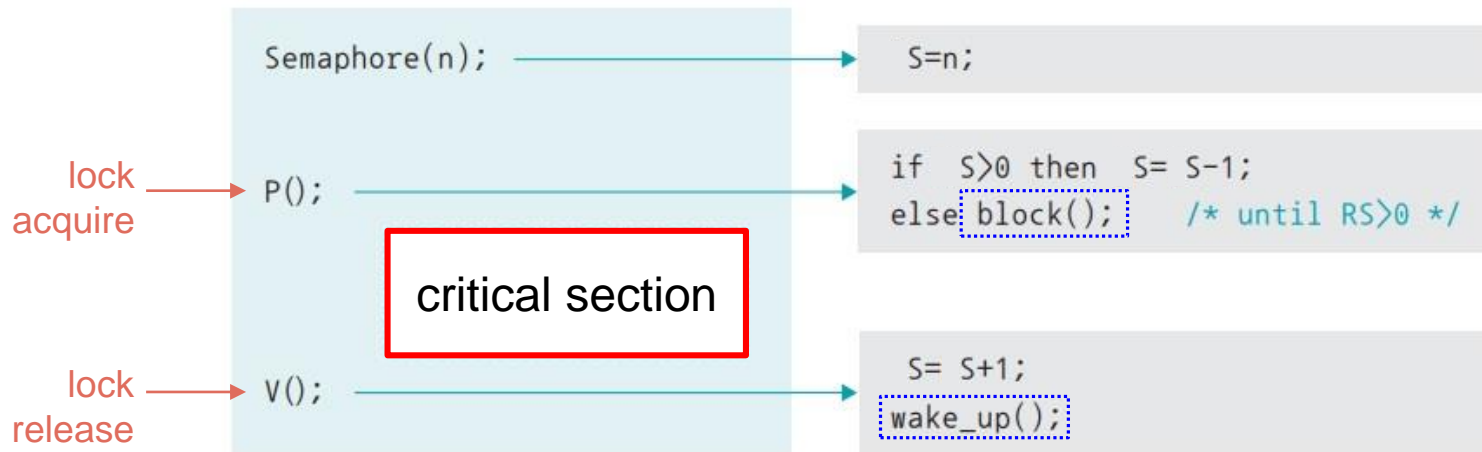 Semaphore(n);
S=n;
lock
acquire
P();
if S>0 then S= S-1;
else block(); /* until RS>0 */
critical section
lock
release
V();
S= S+1;
wake_up();